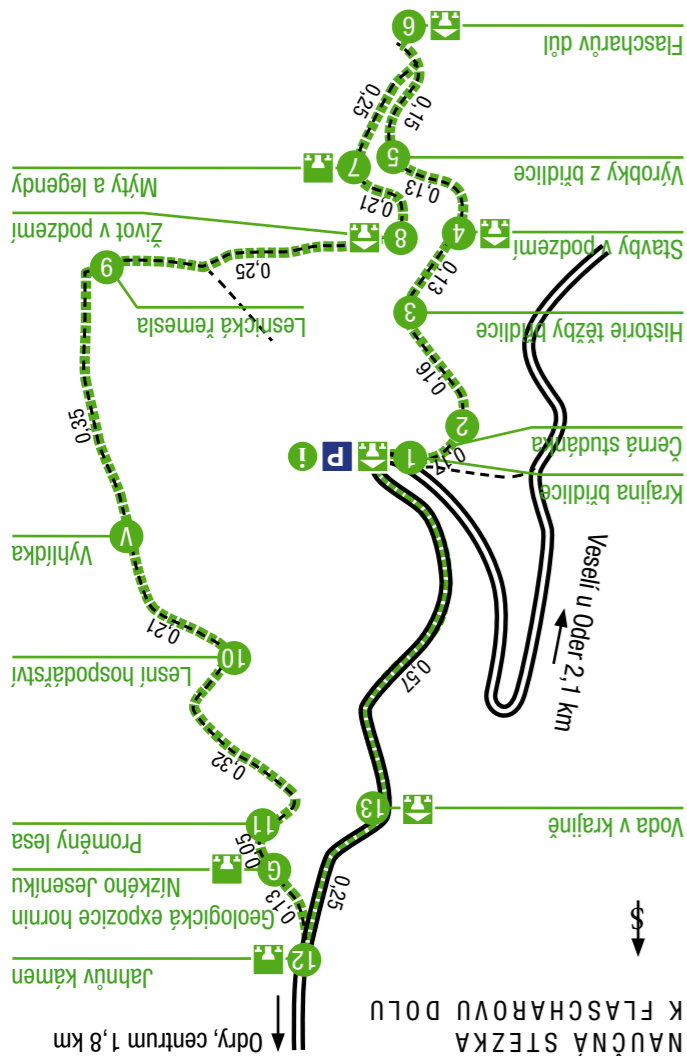 NAUČNÁ STEZKA
K FLASCHAROVU DOLU
Odry, centrum 1,8 km
S
12
Jahnův kámen
0,13
G
Geologická expozice hornin
Nízkého Jeseníku
0,25
0,05
11
Proměny lesa
Voda v krajině
13
0,32
10
Lesní hospodářství
0,57
0,21
Veselí u Oder 2,1 km
V
Vyhlídka
Krajina břidlice
1
P
i
Černá studánka
2
0,35
0,16
Historie těžby břidlice
3
Lesnická řemesla
9
0,13
0,25
Stavby v podzemí
4
8
Život v podzemí
0,13
0,21
Výrobky z břidlice
5
7
Mýty a legendy
0,15
0,25
Flascharův důl
6